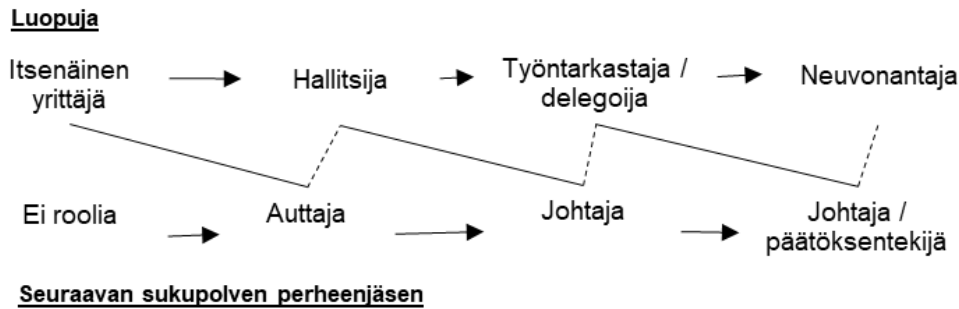 Luopuja
Itsenäinen
yrittäjä
Hallitsija
Työntarkastaja /
delegoija
Neuvonantaja
Ei roolia
Auttaja
Johtaja
Johtaja /
päätöksentekijä
Seuraavan sukupolven perheenjäsen